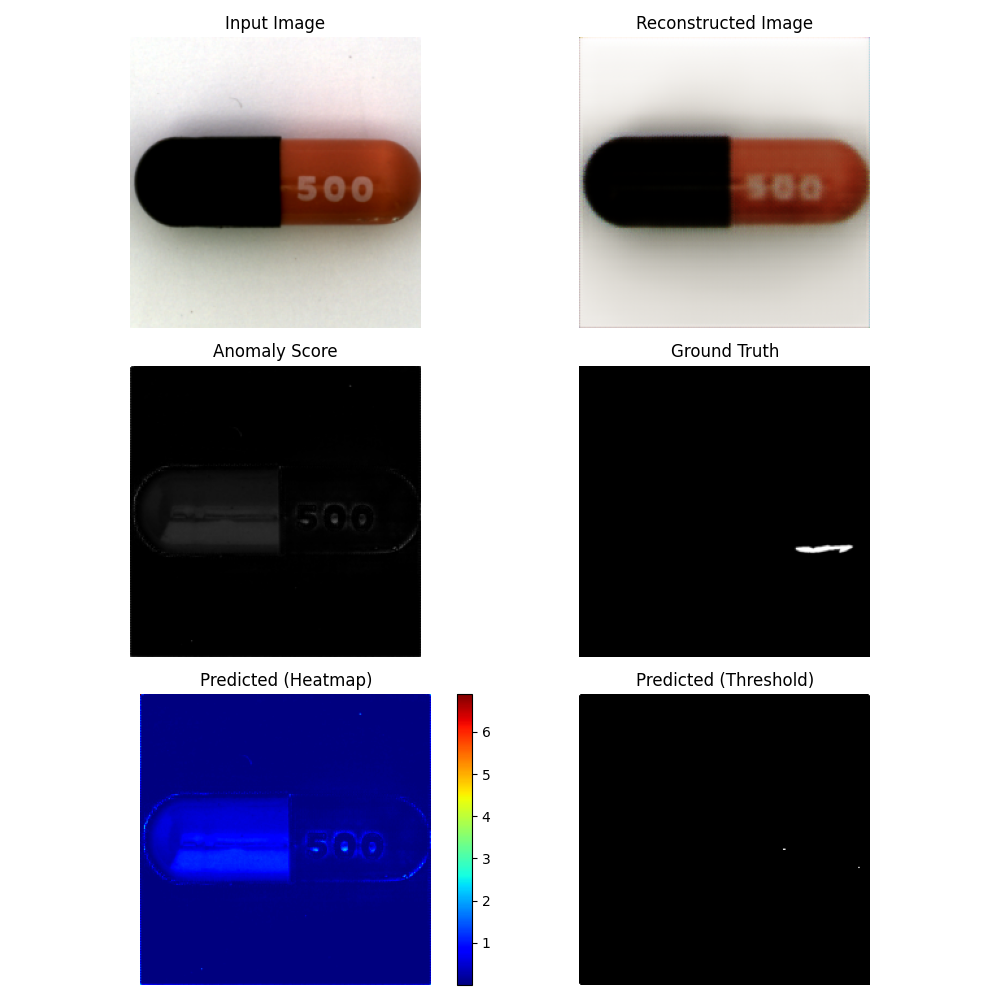 Input Image
Reconstructed Image
500
500
Anomaly Score
Ground Truth
500
Predicted (Heatmap)
Predicted (Threshold)
500
6
5
4
3
2
1